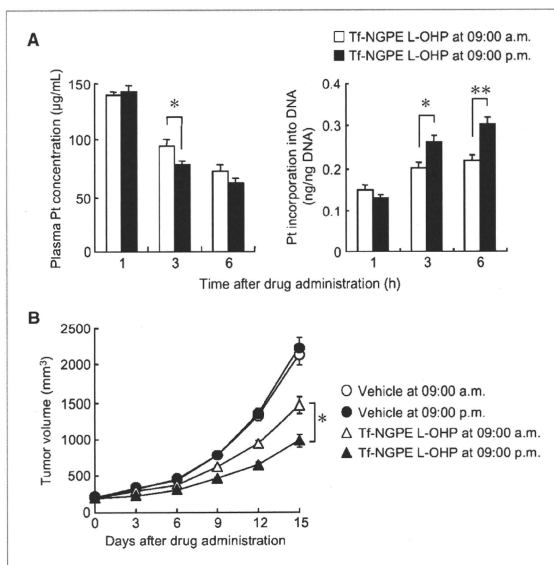 A
Tf-NGPE L-OHP at 09:00 a.m.
Tf-NGPE L-OHP at 09:00 p.m.
Plasma Pt concentration (µg/mL)
150
100
50
0
*
1
3
6
Pt incorporation into DNA
(ng/ng DNA)
0.4
0.3
0.2
0.1
0
*
**
1
3
6
Time after drug administration (h)
B
Tumor volume (mm³)
2500
2000
1500
1000
500
0
0
3
6
9
12
15
Days after drug administration
*
Vehicle at 09:00 a.m.
Vehicle at 09:00 p.m.
Tf-NGPE L-OHP at 09:00 a.m.
Tf-NGPE L-OHP at 09:00 p.m.